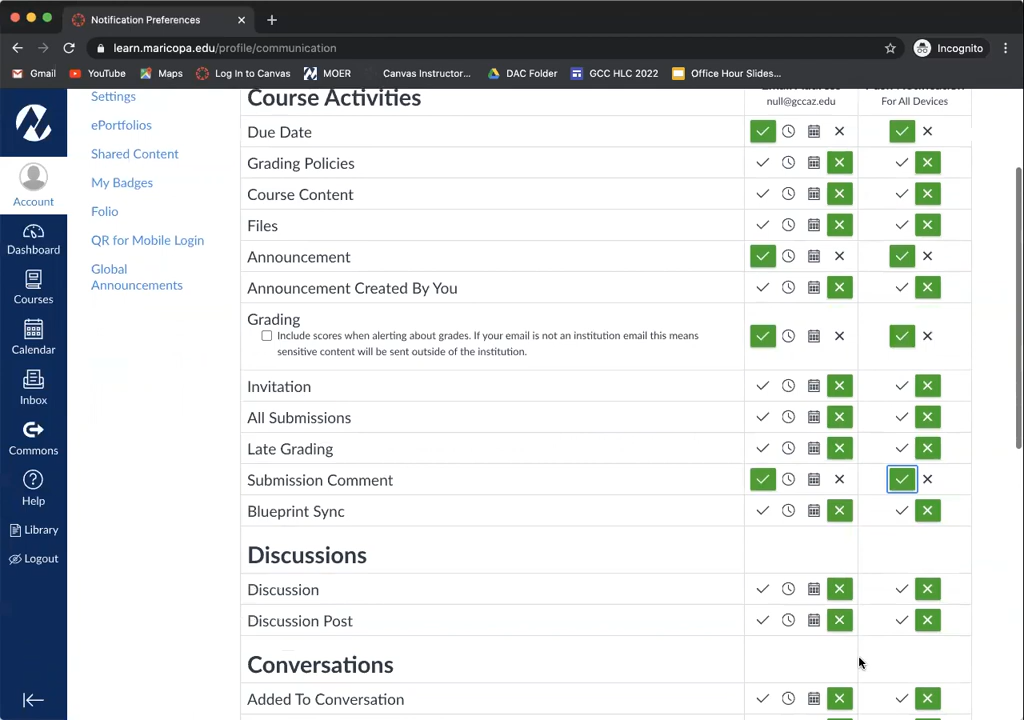 Notification Preferences
learn.maricopa.edu/profile/communication
Incognito
Gmail
YouTube
Maps
Log In to Canvas
MOER
Canvas Instructor...
DAC Folder
GCC HLC 2022
Office Hour Slides...
Account
Dashboard
Courses
Calendar
Inbox
Commons
Help
Library
Logout
Settings
ePortfolios
Shared Content
My Badges
Folio
QR for Mobile Login
Global
Announcements
Course Activities
null@gccaz.edu
For All Devices
Due Date
Grading Policies
Course Content
Files
Announcement
Announcement Created By You
Grading
Include scores when alerting about grades. If your email is not an institution email this means
sensitive content will be sent outside of the institution.
Invitation
All Submissions
Late Grading
Submission Comment
Blueprint Sync
Discussions
Discussion
Discussion Post
Conversations
Added To Conversation